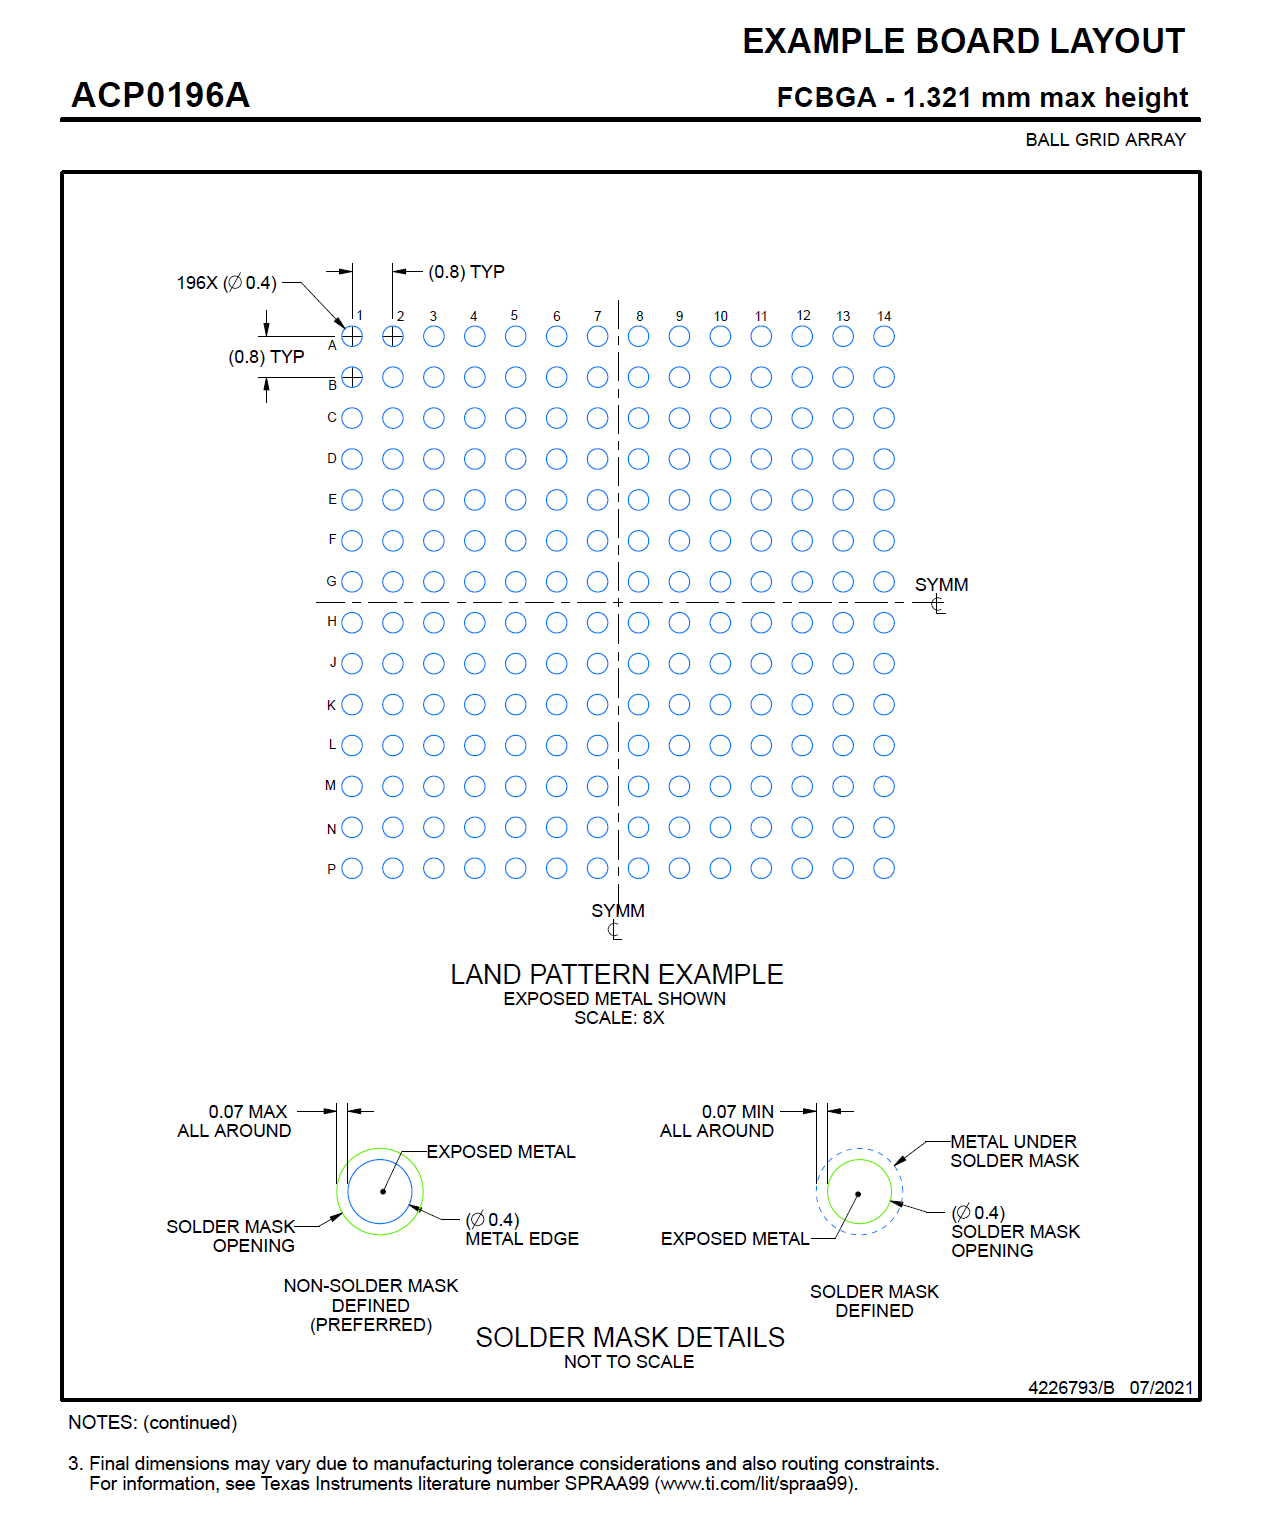 EXAMPLE BOARD LAYOUT
ACP0196A
FCBGA - 1.321 mm max height
BALL GRID ARRAY
(0.8) TYP
196X (∅ 0.4)
1 2 3 4 5 6 7 8 9 10 11 12 13 14
A
(0.8) TYP
B
C
D
E
F
G
SYMM
℄
H
J
K
L
M
N
P
SYMM
℄
LAND PATTERN EXAMPLE
EXPOSED METAL SHOWN
SCALE: 8X
0.07 MAX
ALL AROUND
EXPOSED METAL
SOLDER MASK
OPENING
(∅ 0.4)
METAL EDGE
NON-SOLDER MASK
DEFINED
(PREFERRED)
0.07 MIN
ALL AROUND
METAL UNDER
SOLDER MASK
(∅ 0.4)
SOLDER MASK
OPENING
EXPOSED METAL
SOLDER MASK
DEFINED
SOLDER MASK DETAILS
NOT TO SCALE
4226793/B 07/2021
NOTES: (continued)
3. Final dimensions may vary due to manufacturing tolerance considerations and also routing constraints.
For information, see Texas Instruments literature number SPRAA99 (www.ti.com/lit/spraa99).